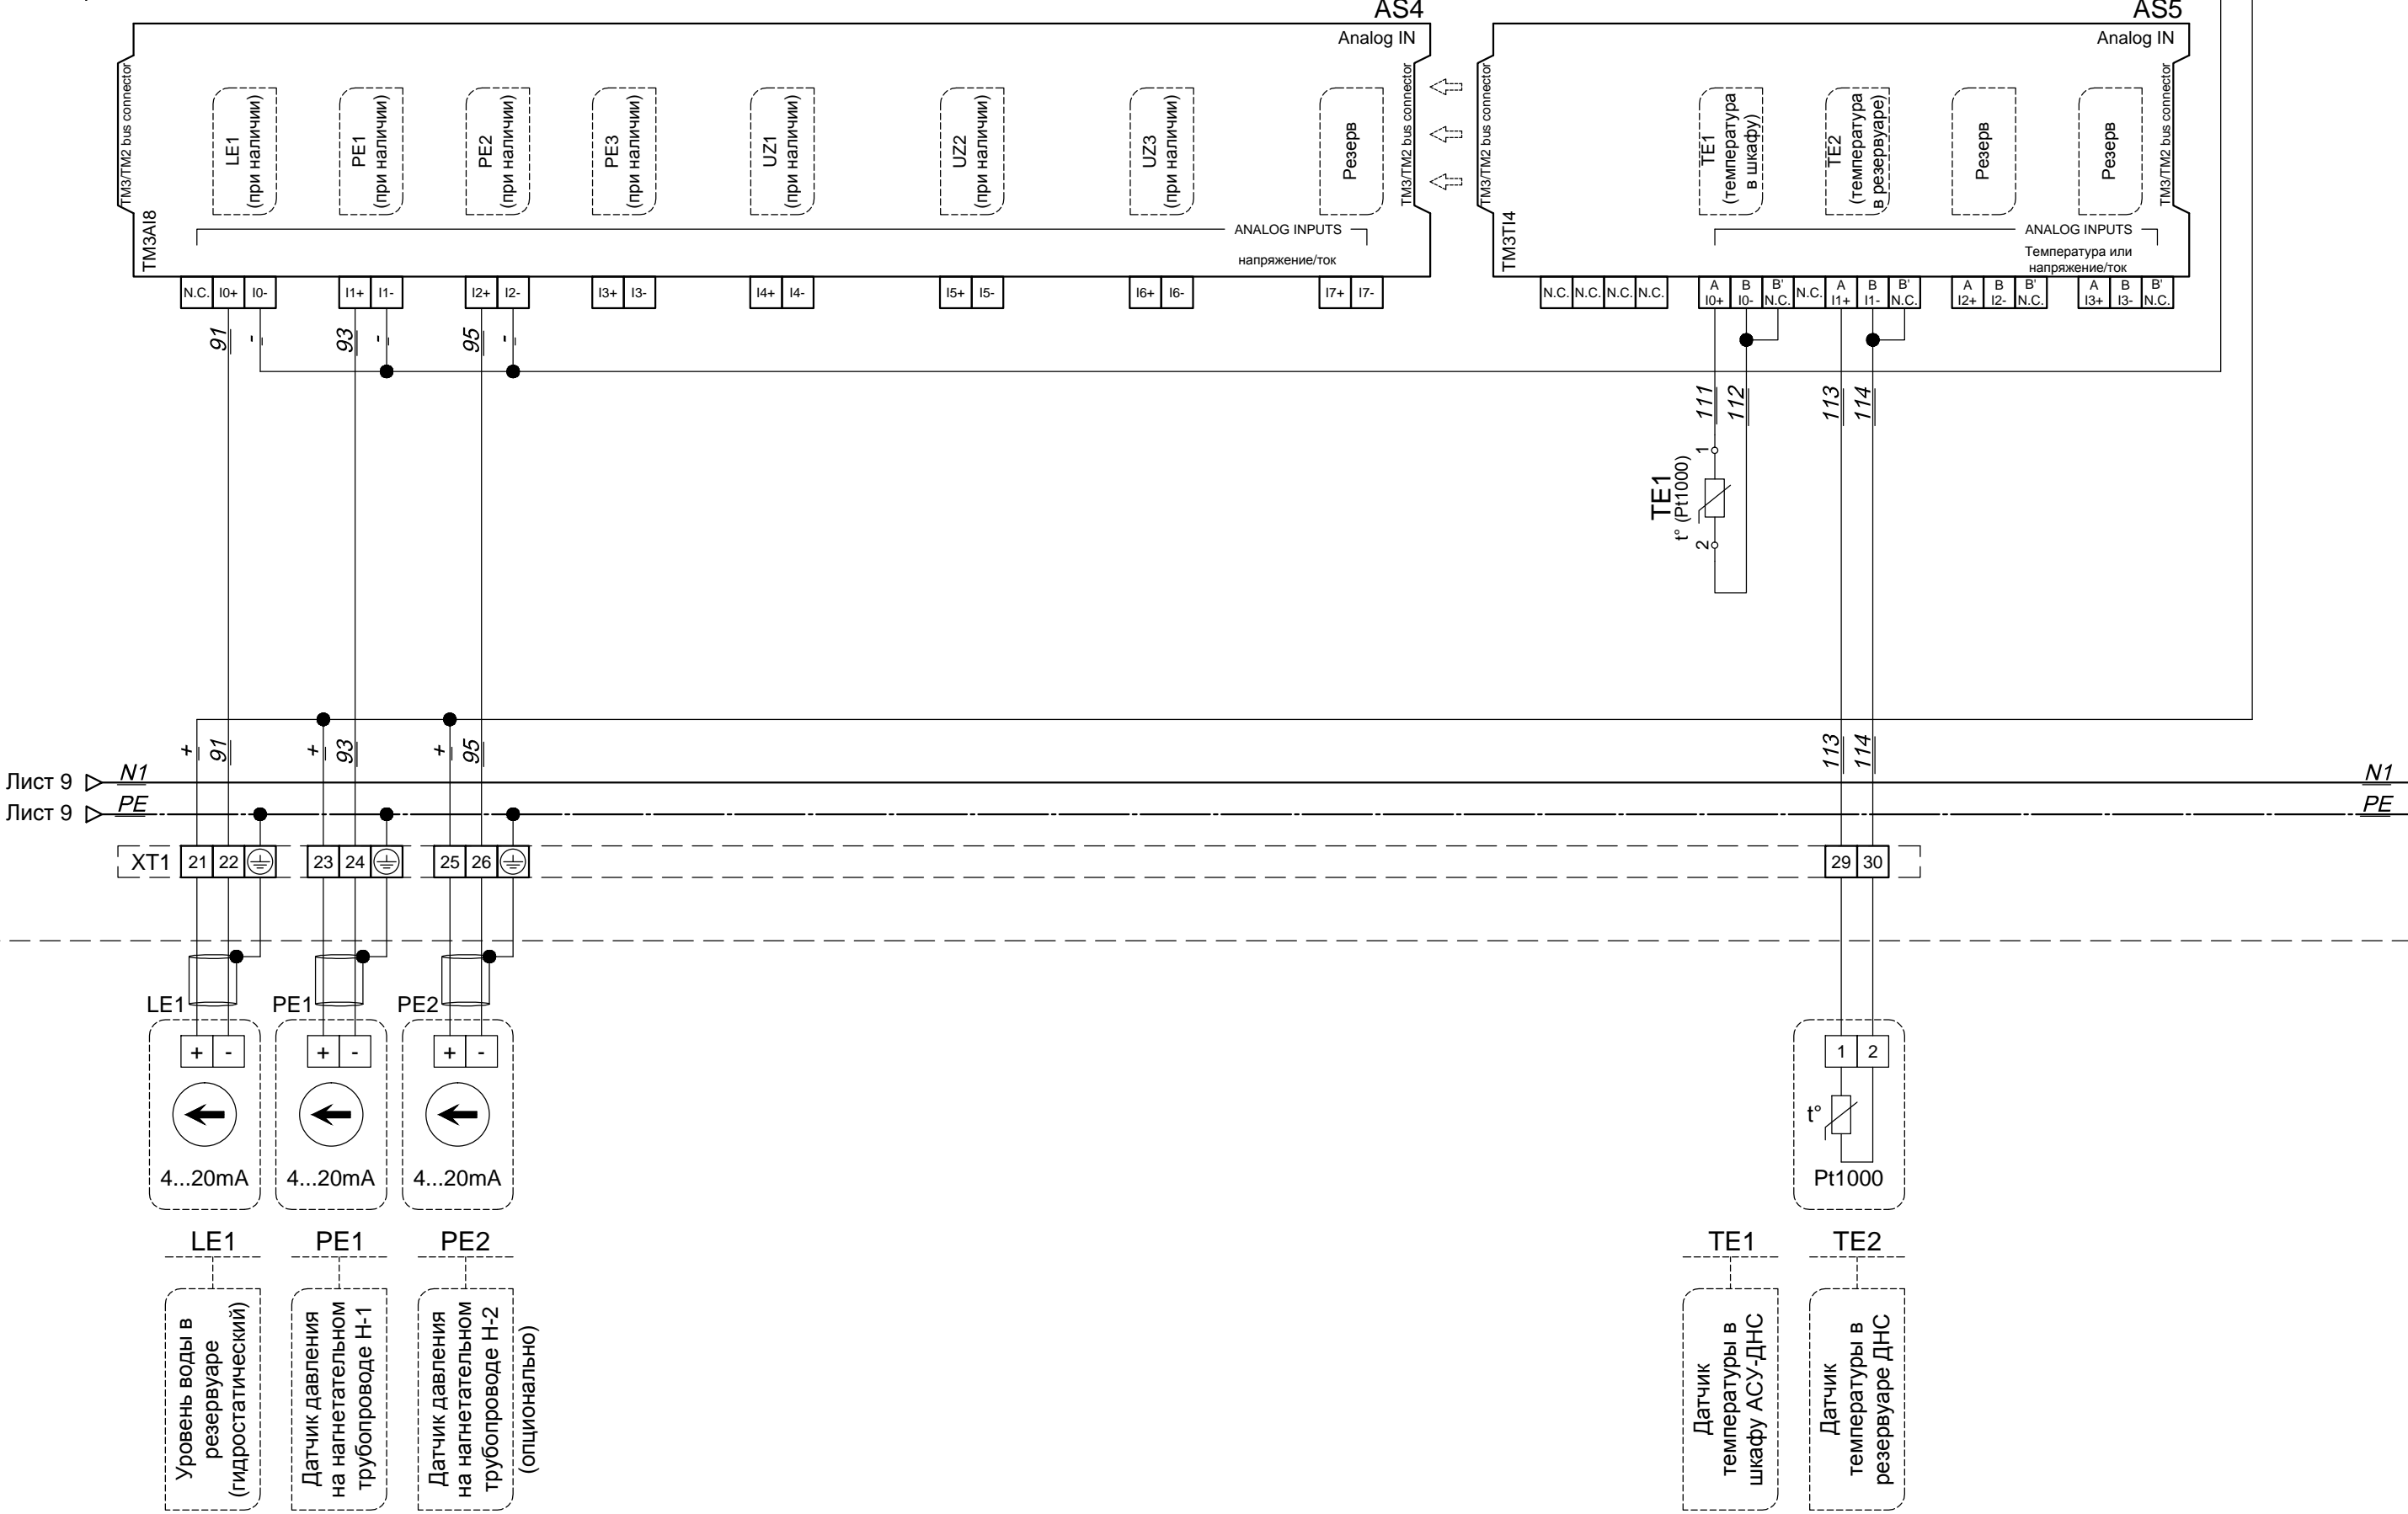 AS4
AS5
Analog IN
Analog IN
TM3/TM2 bus connector
LE1
(при наличии)
PE1
(при наличии)
PE2
(при наличии)
PE3
(при наличии)
UZ1
(при наличии)
UZ2
(при наличии)
UZ3
(при наличии)
Резерв
TM3/TM2 bus connector
TM3/TM2 bus connector
TE1
(температура
в шкафу)
TE2
(температура
в резервуаре)
Резерв
Резерв
TM3/TM2 bus connector
TM3AI8
ANALOG INPUTS
напряжение/ток
TM3TI4
ANALOG INPUTS
Температура или
напряжение/ток
N.C. I0+ I0- I1+ I1- I2+ I2- I3+ I3- I4+ I4- I5+ I5- I6+ I6- I7+ I7-
N.C. N.C. N.C. N.C. A B B' N.C. A B B' A B B' A B B'
I0+ I0- N.C. I1+ I1- N.C. I2+ I2- N.C. I3+ I3- N.C.
91 - 93 - 95 -
111 112 113 114
TE1
t° (Pt1000)
1
2
+ 91 + 93 + 95 113 114
Лист 9 N1 N1
Лист 9 PE PE
XT1 21 22 23 24 25 26 29 30
LE1 PE1 PE2
+ - + - + - 1 2
t°
4...20mA 4...20mA 4...20mA Pt1000
LE1 PE1 PE2 TE1 TE2
Уровень воды в
резервуаре
(гидростатический)
Датчик давления
на нагнетательном
трубопроводе Н-1
Датчик давления
на нагнетательном
трубопроводе Н-2
(опционально)
Датчик
температуры в
шкафу АСУ-ДНС
Датчик
температуры в
резервуаре ДНС